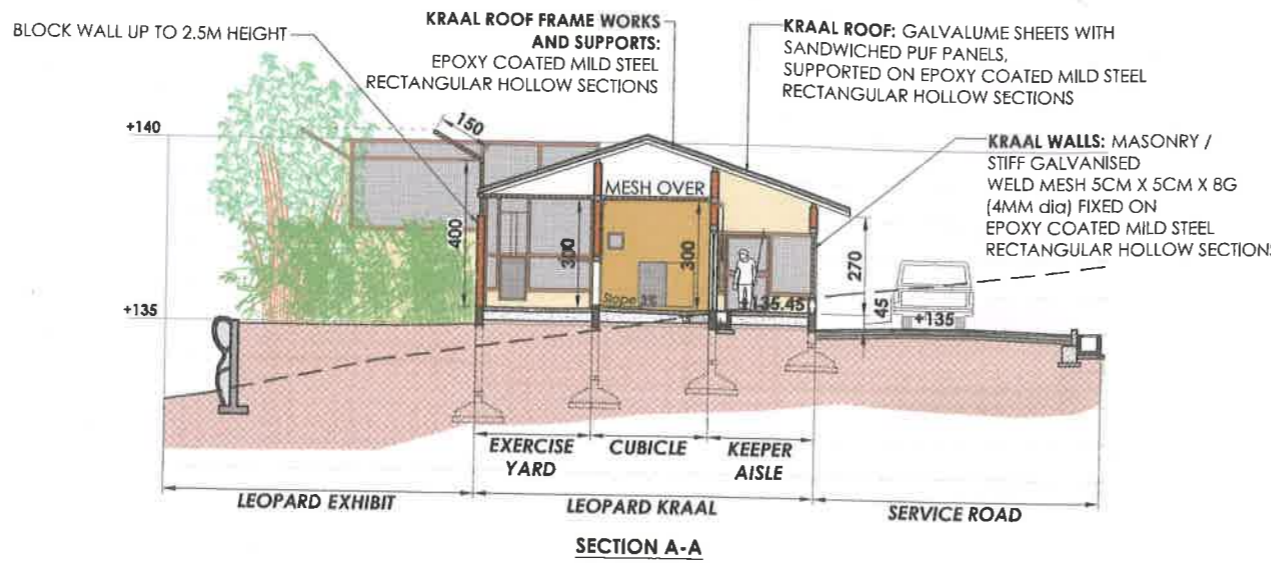 BLOCK WALL UP TO 2.5M HEIGHT
KRAAL ROOF FRAME WORKS
AND SUPPORTS:
EPOXY COATED MILD STEEL
RECTANGULAR HOLLOW SECTIONS
KRAAL ROOF: GALVALUME SHEETS WITH
SANDWICHED PUF PANELS,
SUPPORTED ON EPOXY COATED MILD STEEL
RECTANGULAR HOLLOW SECTIONS
KRAAL WALLS: MASONRY /
STIFF GALVANISED
WELD MESH 5CM X 5CM X 8G
(4MM dia) FIXED ON
EPOXY COATED MILD STEEL
RECTANGULAR HOLLOW SECTIONS
+140
150
MESH OVER
400
300
300
270
45
+135
+135.45
+135
EXERCISE
YARD
CUBICLE
KEEPER
AISLE
LEOPARD EXHIBIT
LEOPARD KRAAL
SERVICE ROAD
SECTION A-A